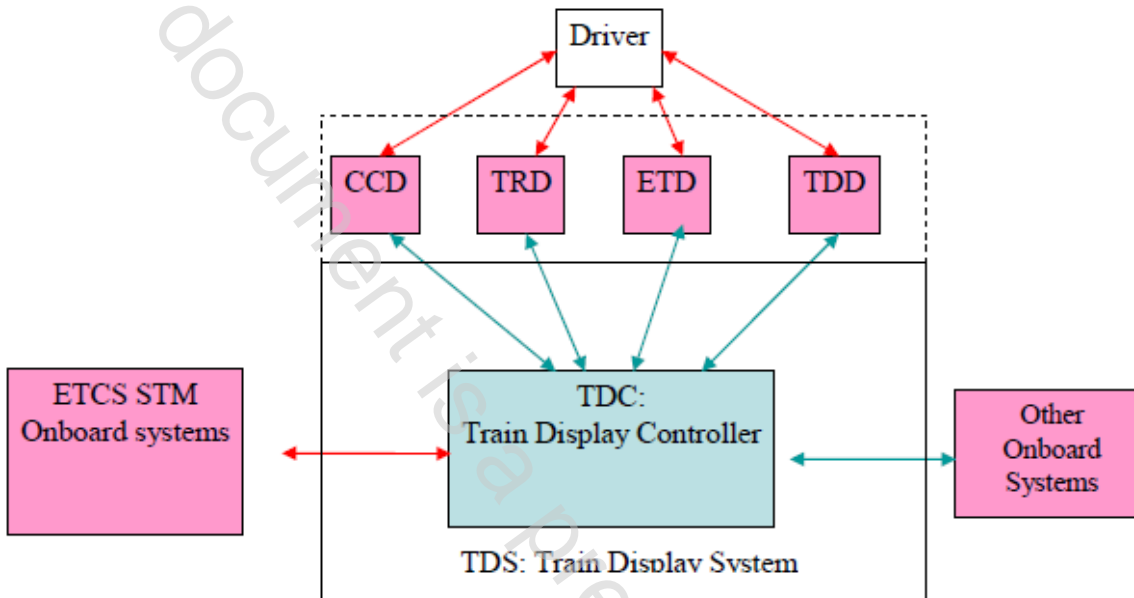 Driver
CCD
TRD
ETD
TDD
ETCS STM
Onboard systems
TDC:
Train Display Controller
Other
Onboard
Systems
TDS: Train Display System
document is a pre